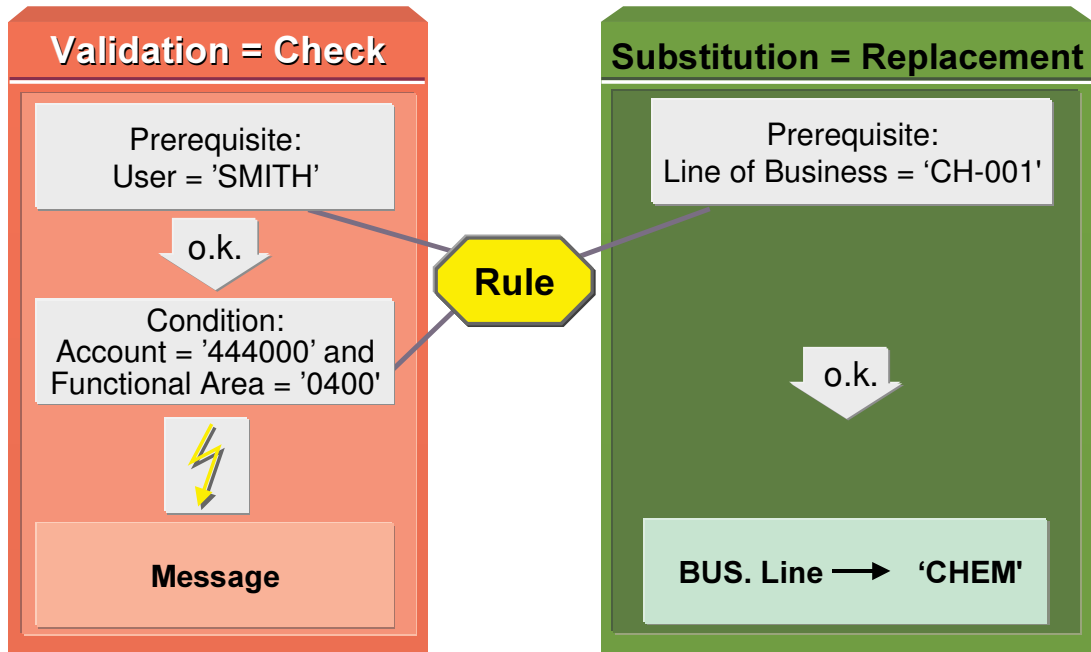 Validation = Check
Prerequisite:
User = ’SMITH’
o.k.
Condition:
Account = '444000' and
Functional Area = '0400'
Message
Rule
Substitution = Replacement
Prerequisite:
Line of Business = ‘CH-001'
o.k.
BUS. Line → ‘CHEM'